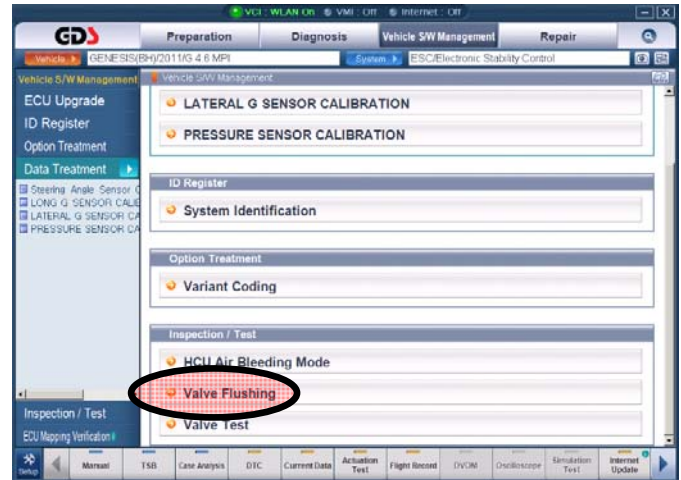 VCI : WLAN On VMI : Off Internet : Off
GDS Preparation Diagnosis Vehicle S/W Management Repair
Vehicle GENESIS(BH)/2011/G 4.6 MPI System ESC/Electronic Stability Control
Vehicle S/W Management
Vehicle S/W Management
ECU Upgrade
ID Register
Option Treatment
Data Treatment
Steering Angle Sensor C
LONG G SENSOR CALIE
LATERAL G SENSOR CA
PRESSURE SENSOR CA
LATERAL G SENSOR CALIBRATION
PRESSURE SENSOR CALIBRATION
ID Register
System Identification
Option Treatment
Variant Coding
Inspection / Test
HCU Air Bleeding Mode
Valve Flushing
Valve Test
Inspection / Test
ECU Mapping Verification
Setup Manual TSB Case Analysis DTC Current Data Actuation Test Flight Record DVOM Oscilloscope Simulation Test Internet Update